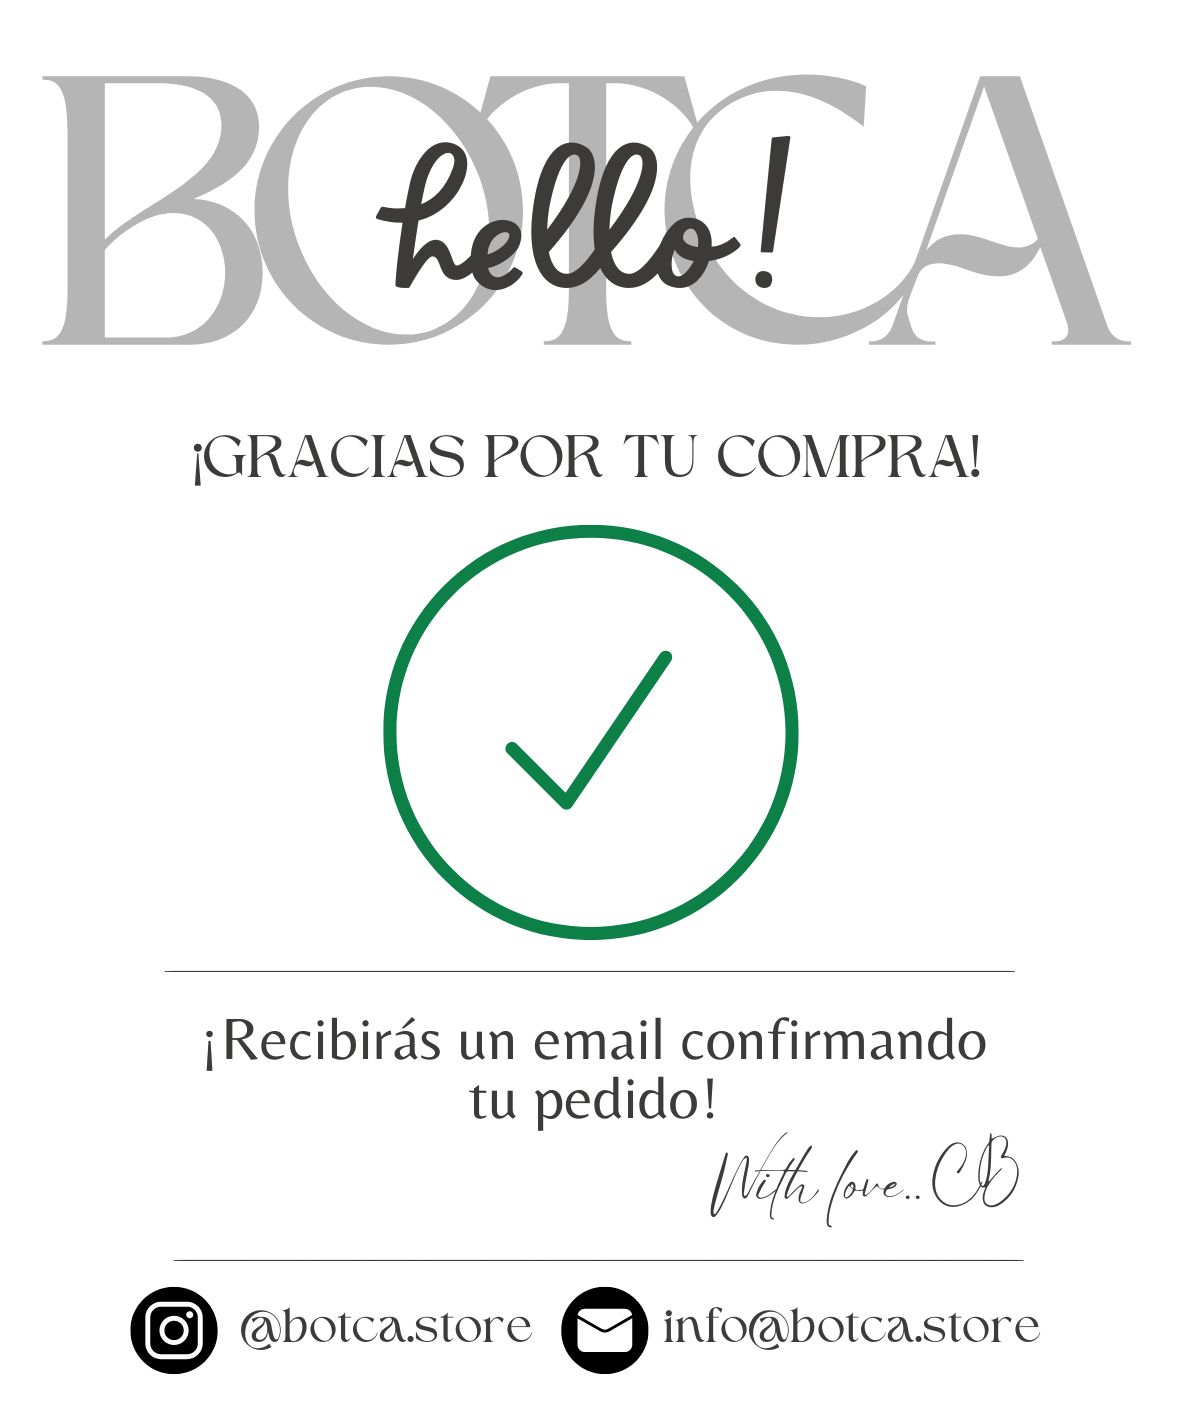 BOTCA
hello!
¡GRACIAS POR TU COMPRA!
¡Recibirás un email confirmando
tu pedido!
With love.. CB
@botca.store info@botca.store